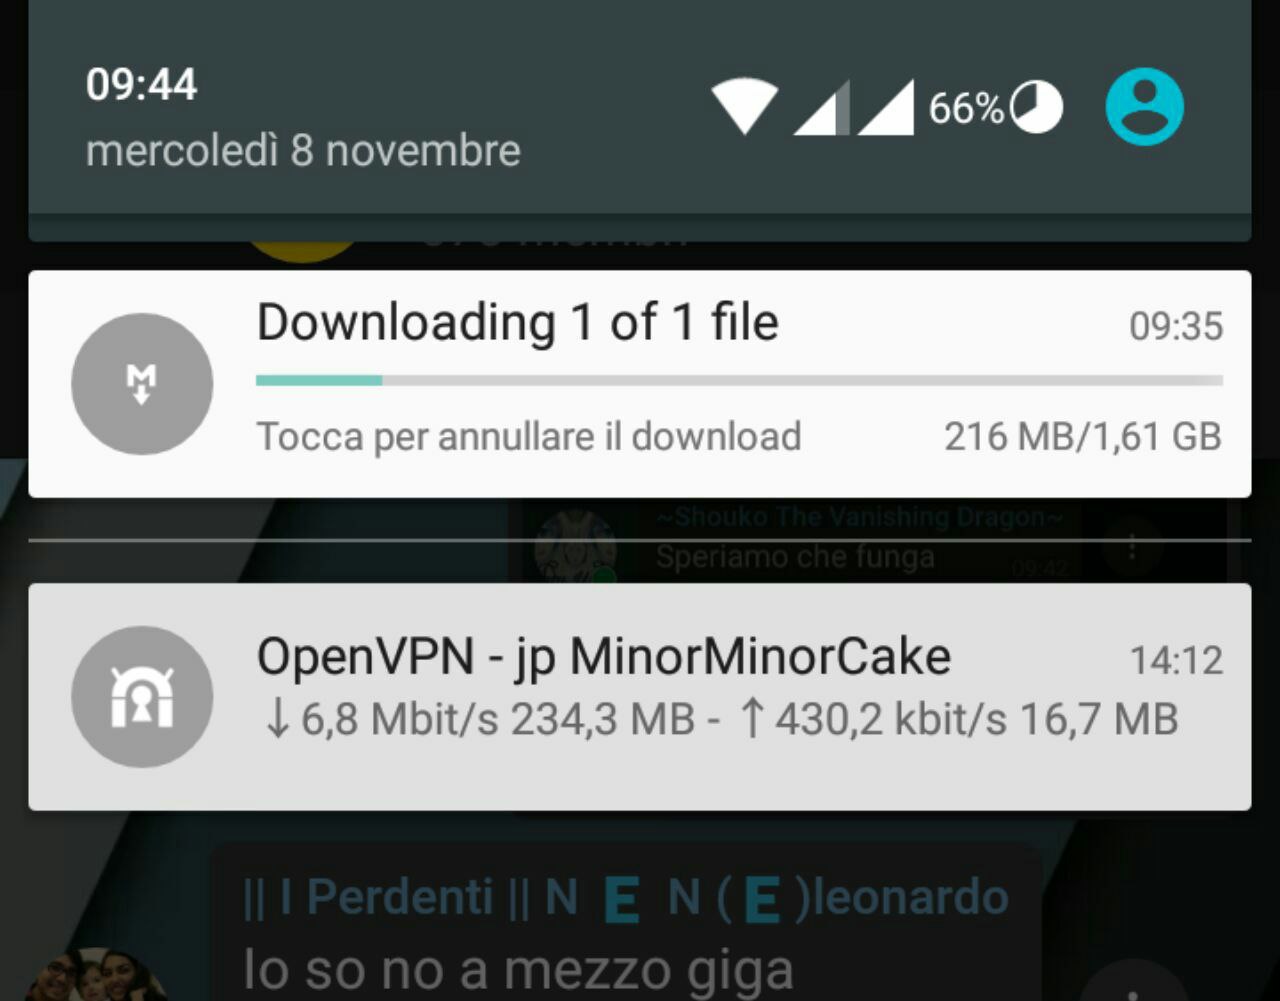 09:44
66%
mercoledì 8 novembre
Downloading 1 of 1 file
09:35
Tocca per annullare il download
216 MB/1,61 GB
~Shouko The Vanishing Dragon~
Speriamo che funga
09:42
OpenVPN - jp MinorMinorCake
14:12
↓ 6,8 Mbit/s 234,3 MB - ↑ 430,2 kbit/s 16,7 MB
|| I Perdenti || N E N ( E )leonardo
Io so no a mezzo giga